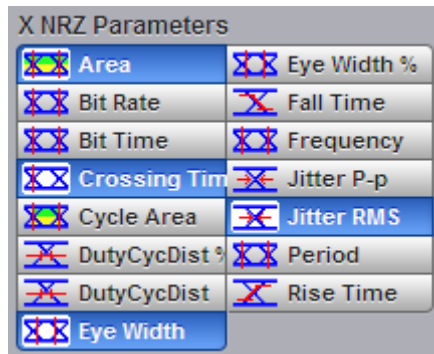 X NRZ Parameters
Area
Bit Rate
Bit Time
Crossing Tim
Cycle Area
DutyCycDist %
DutyCycDist
Eye Width
Eye Width %
Fall Time
Frequency
Jitter P-p
Jitter RMS
Period
Rise Time